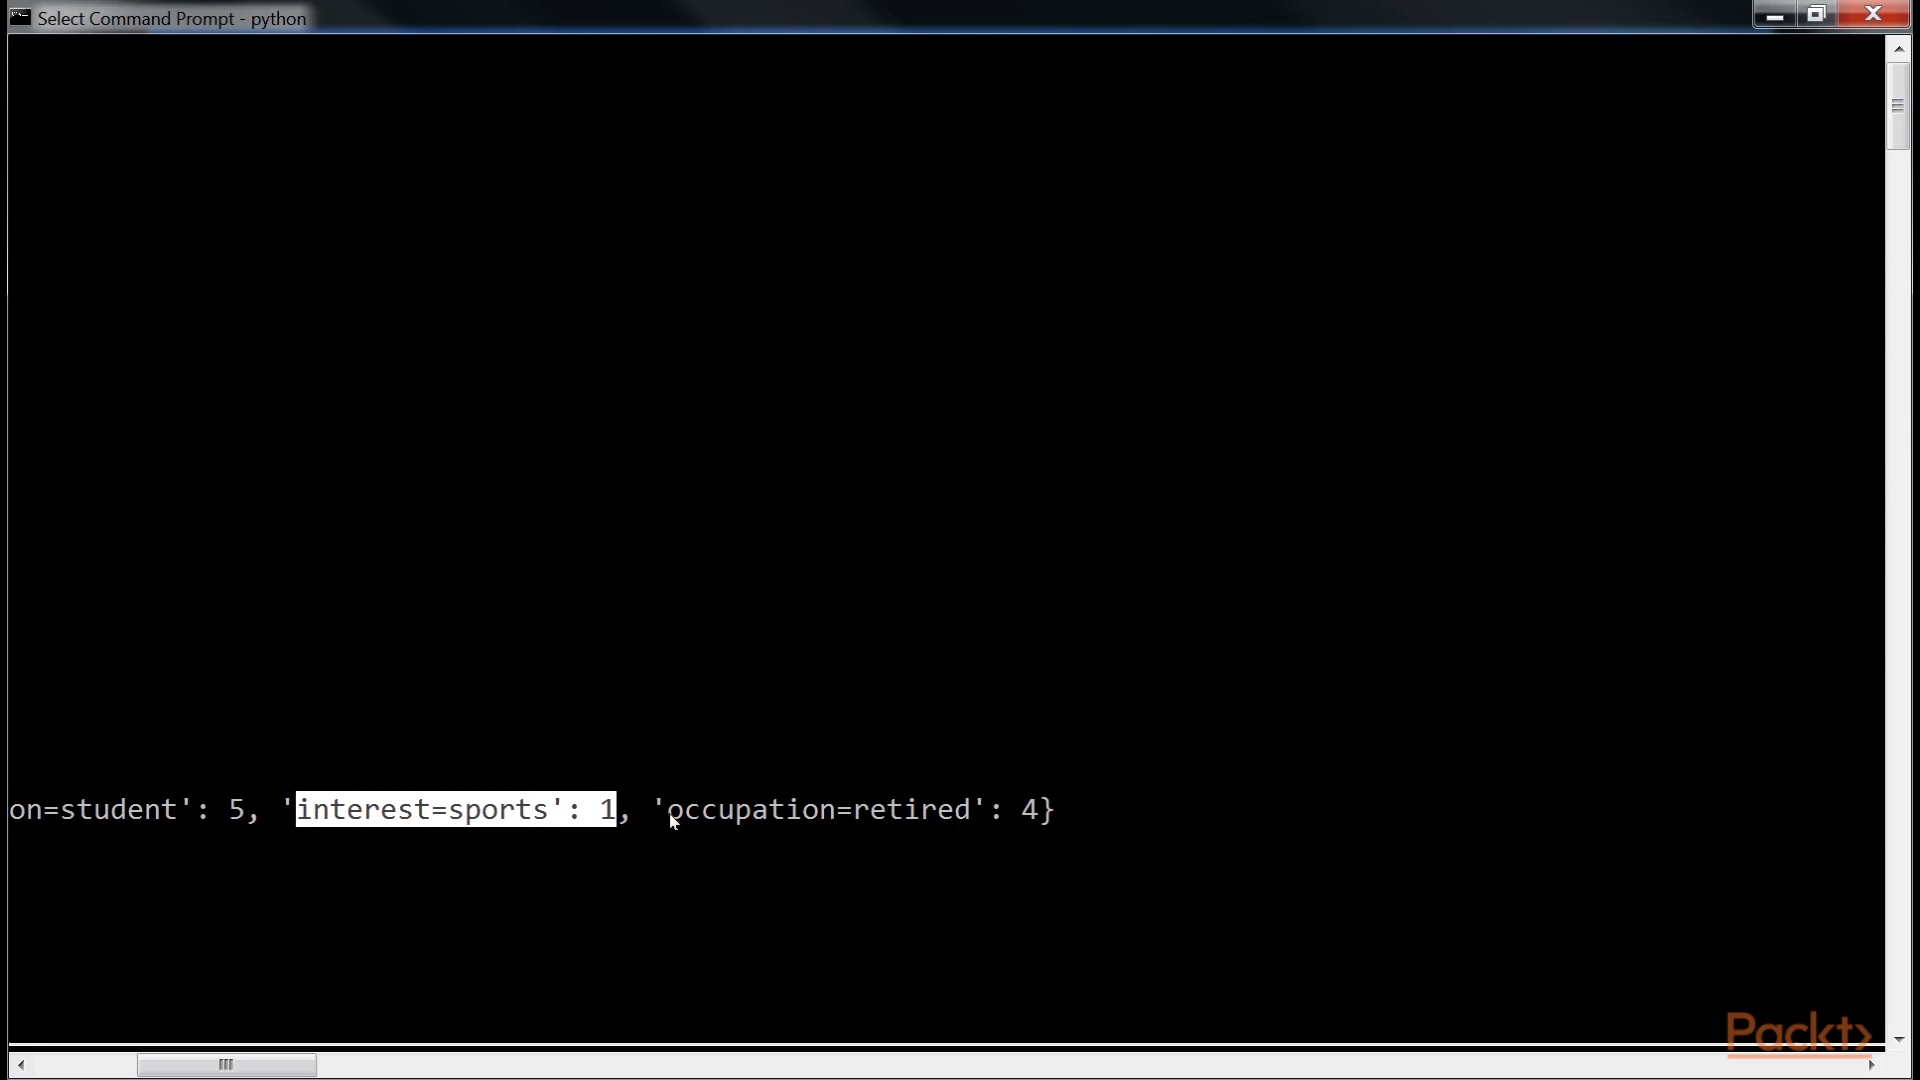 Select Command Prompt - python
on=student': 5, 'interest=sports': 1, 'occupation=retired': 4}
Packt>